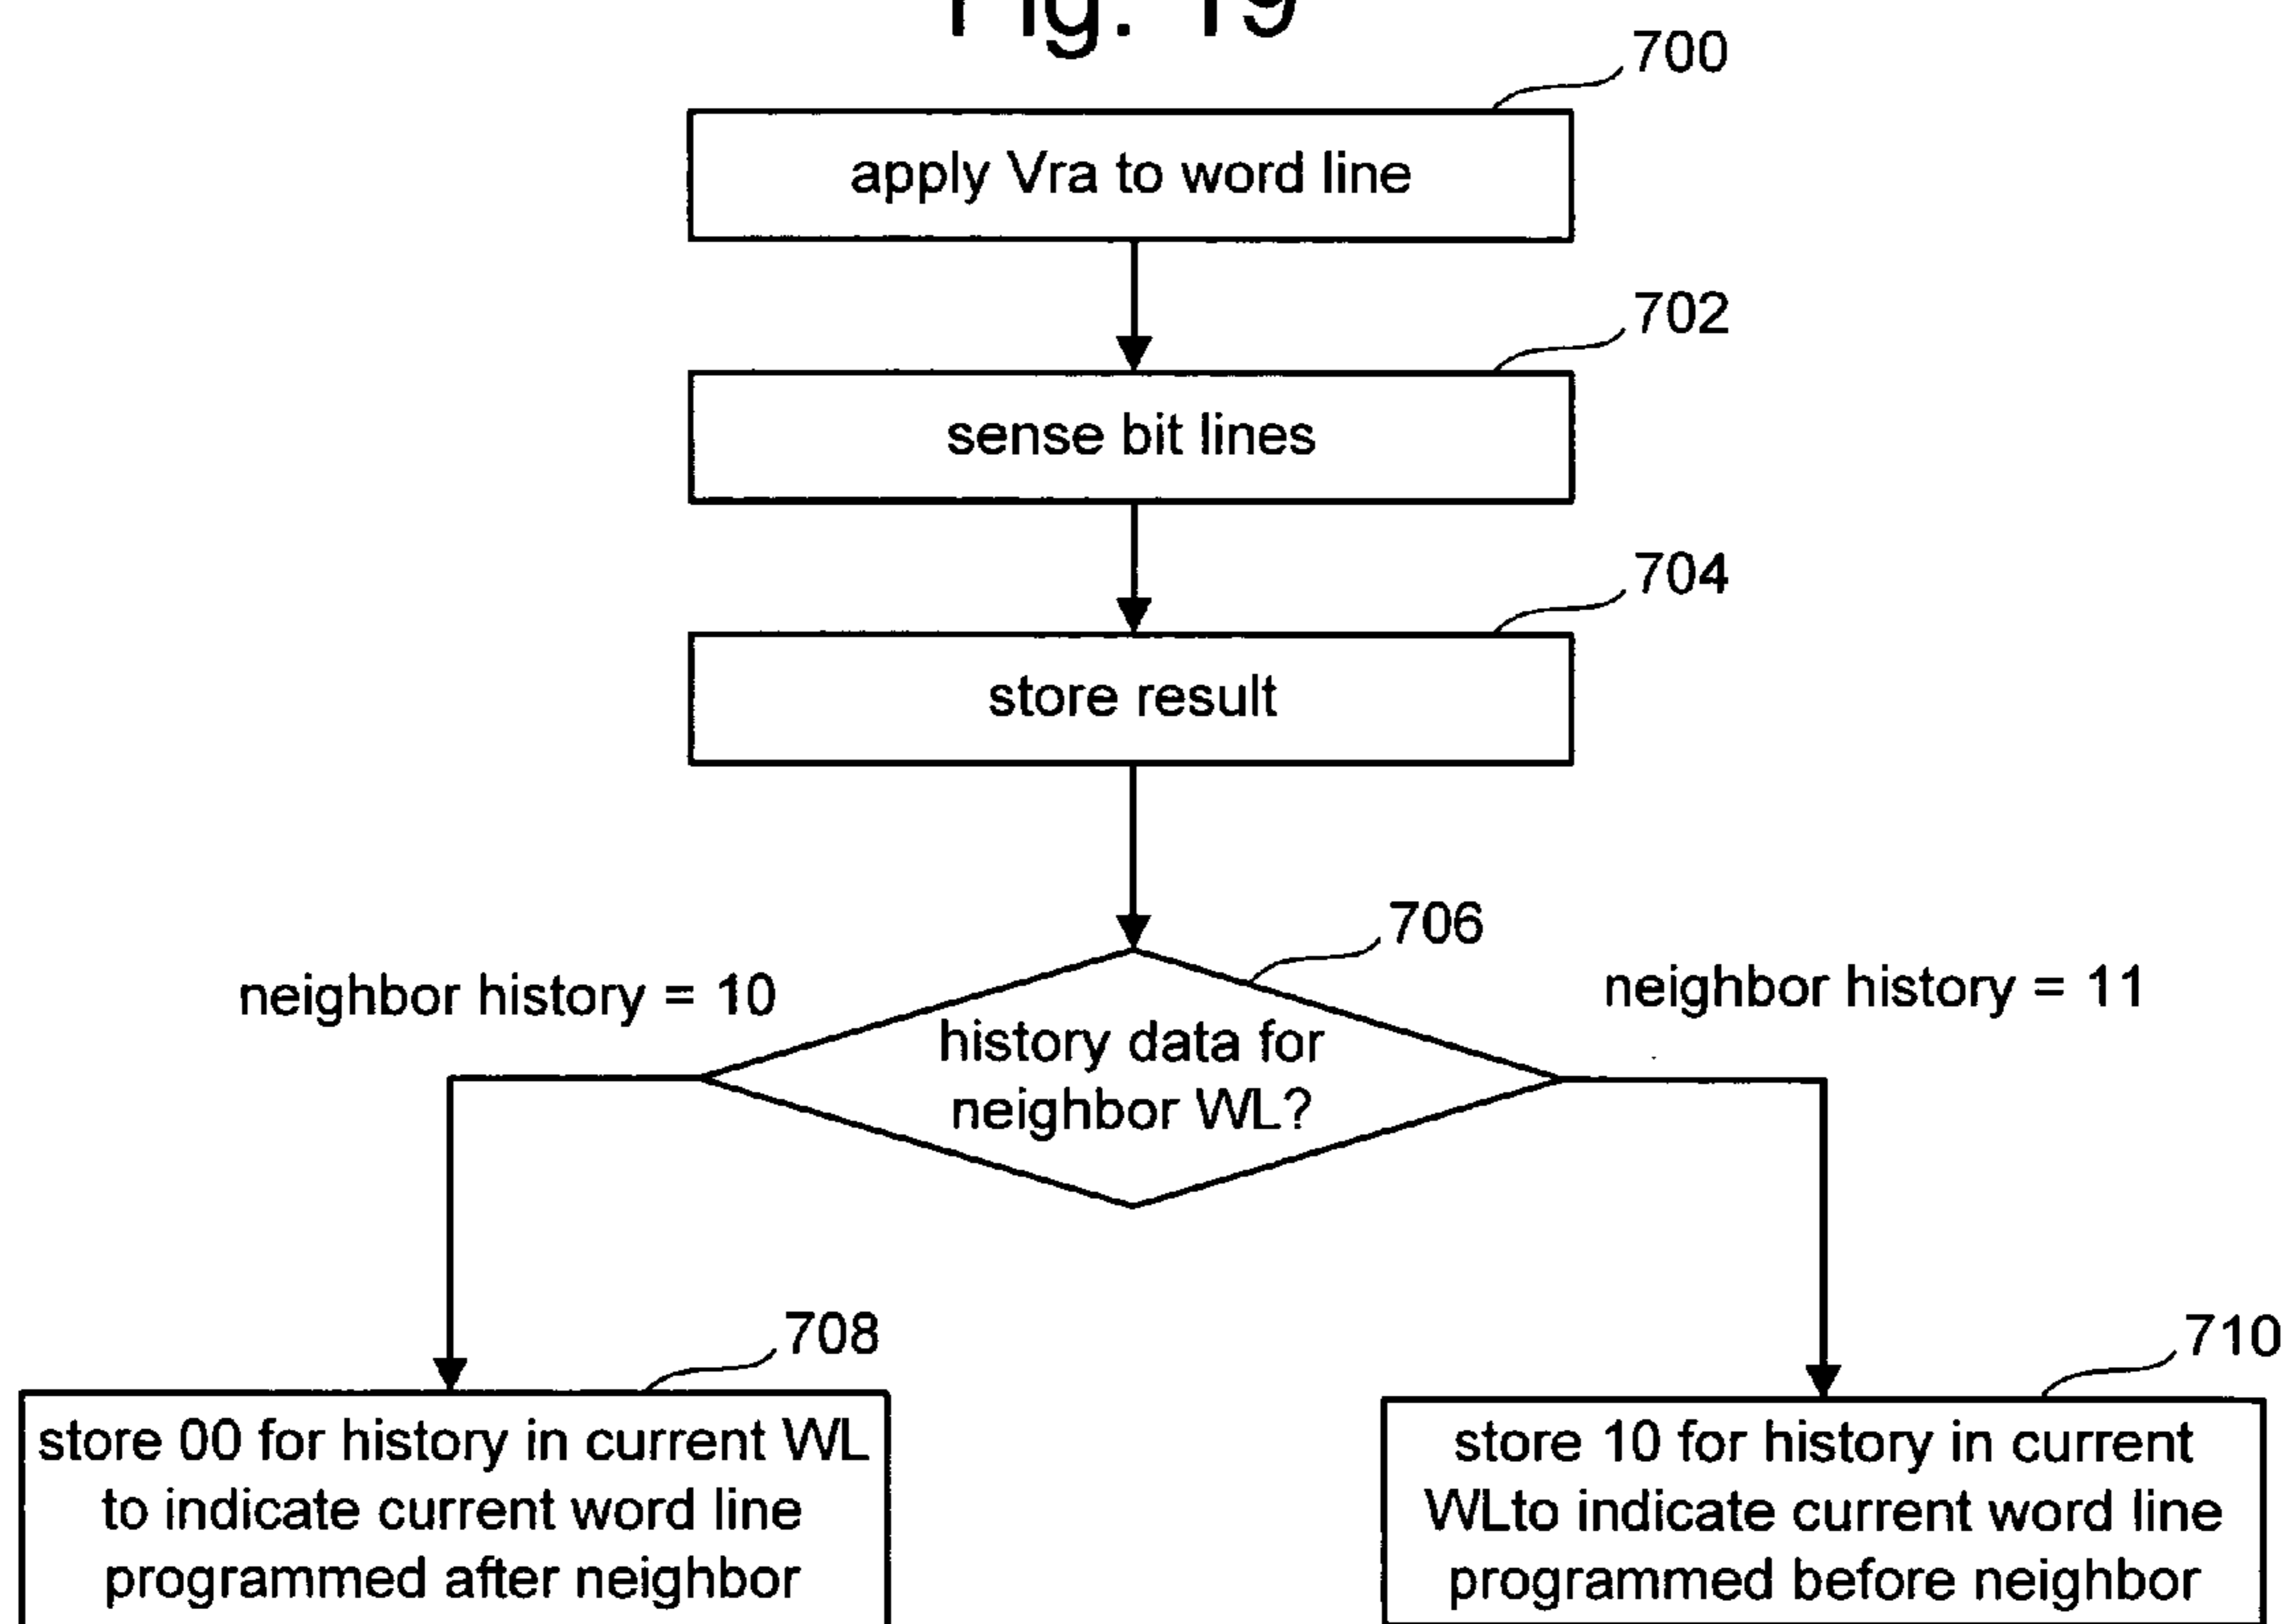 Fig. 19
700
apply Vra to word line
702
sense bit lines
704
store result
706
neighbor history = 10
neighbor history = 11
history data for
neighbor WL?
708
710
store 00 for history in current WL
to indicate current word line
programmed after neighbor
store 10 for history in current
WLto indicate current word line
programmed before neighbor